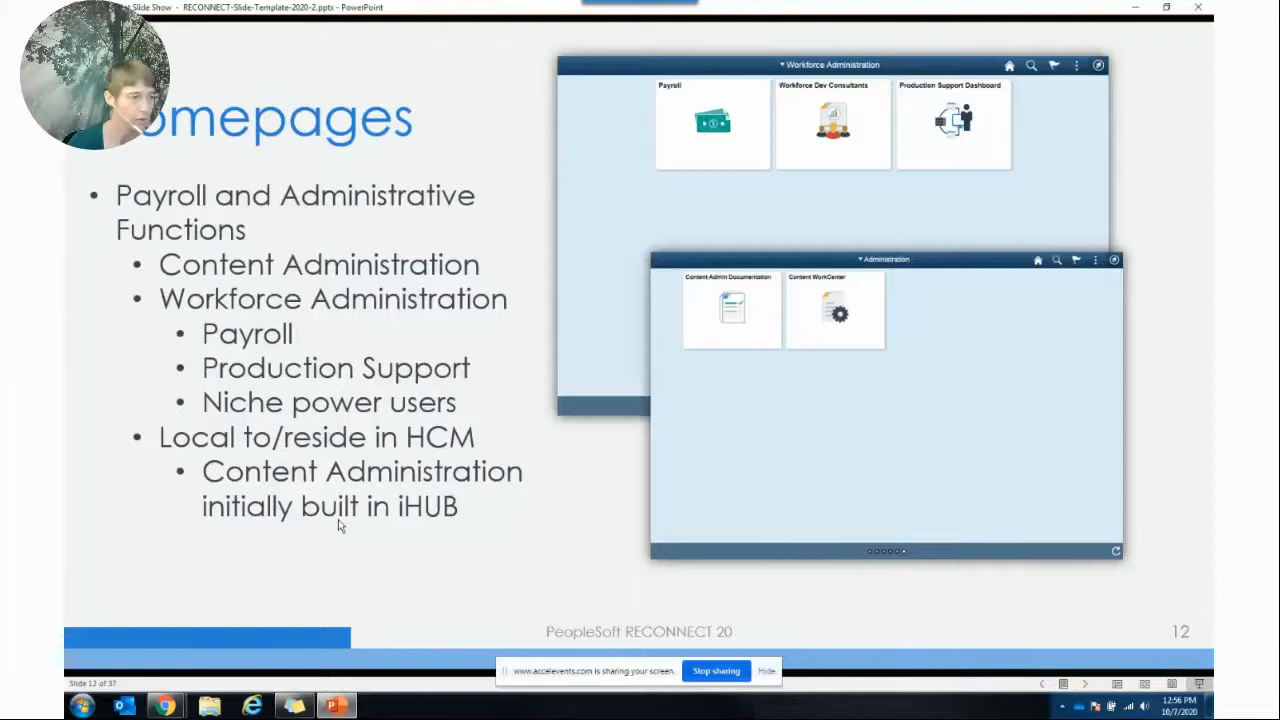 st Slide Show - RECONNECT-Slide-Template-2020-2.pptx - PowerPoint
omepages
• Payroll and Administrative
Functions
• Content Administration
• Workforce Administration
• Payroll
• Production Support
• Niche power users
• Local to/reside in HCM
• Content Administration
initially built in iHUB
Workforce Administration
Payroll
Workforce Dev Consultants
Production Support Dashboard
Administration
Content Admin Documentation
Content WorkCenter
PeopleSoft RECONNECT 20
12
www.accelevents.com is sharing your screen.
Stop sharing
Hide
Slide 12 of 37
12:56 PM
10/7/2020